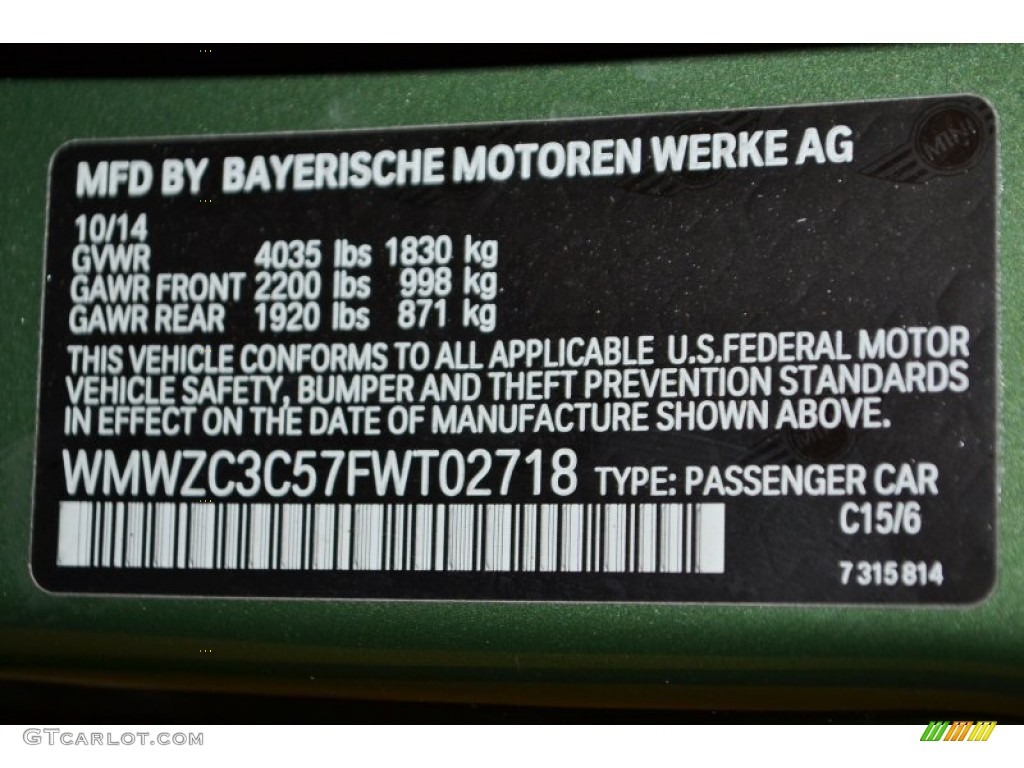 MFD BY BAYERISCHE MOTOREN WERKE AG
MINI
10/14
GVWR 4035 lbs 1830 kg
GAWR FRONT 2200 lbs 998 kg
GAWR REAR 1920 lbs 871 kg
THIS VEHICLE CONFORMS TO ALL APPLICABLE U.S.FEDERAL MOTOR
VEHICLE SAFETY, BUMPER AND THEFT PREVENTION STANDARDS
IN EFFECT ON THE DATE OF MANUFACTURE SHOWN ABOVE.
WMWZC3C57FWT02718 TYPE: PASSENGER CAR
C15/6
7 315 814
GTCARLOT.COM